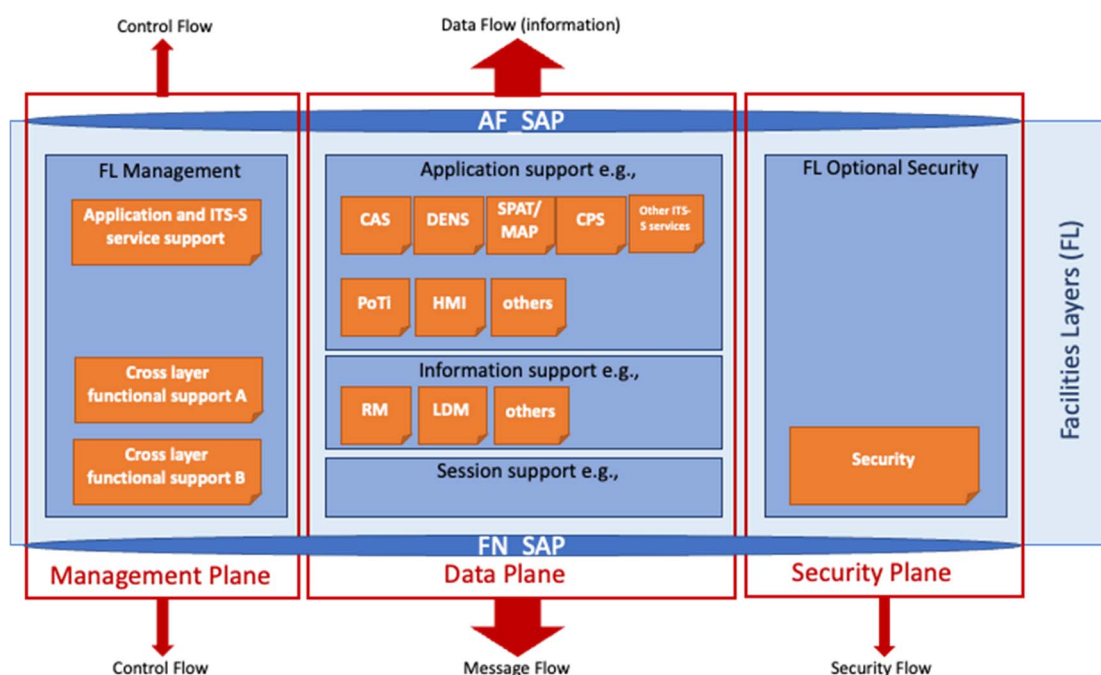 Control Flow
Data Flow (information)
AF_SAP
FL Management
Application and ITS-S
service support
Cross layer
functional support A
Cross layer
functional support B
Application support e.g.,
CAS
DENS
SPAT/
MAP
CPS
Other ITS-
S services
PoTi
HMI
others
Information support e.g.,
RM
LDM
others
Session support e.g.,
FL Optional Security
Security
Facilities Layers (FL)
FN_SAP
Management Plane
Data Plane
Security Plane
Control Flow
Message Flow
Security Flow